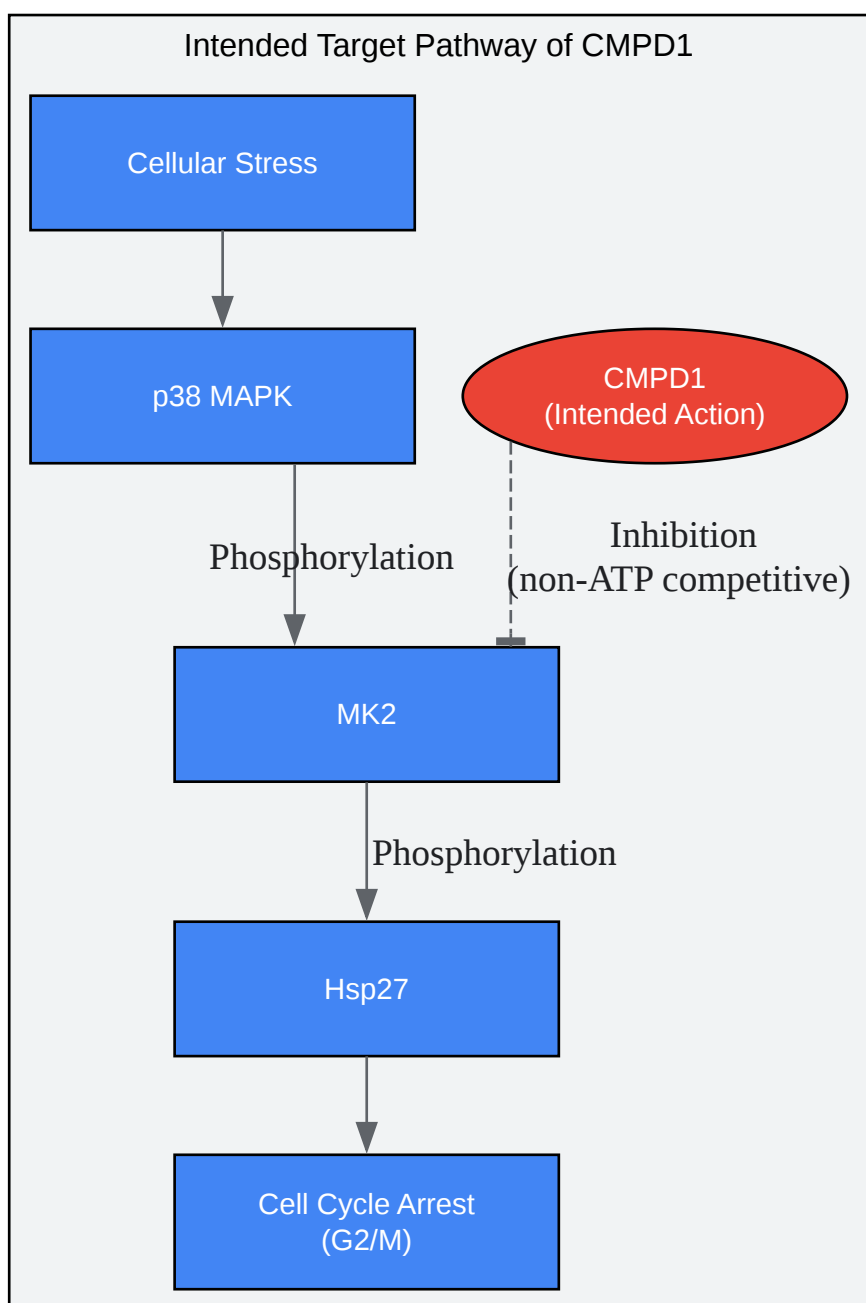 Intended Target Pathway of CMPD1
Cellular Stress
p38 MAPK
CMPD1
(Intended Action)
Phosphorylation
Inhibition
(non-ATP competitive)
MK2
Phosphorylation
Hsp27
Cell Cycle Arrest
(G2/M)